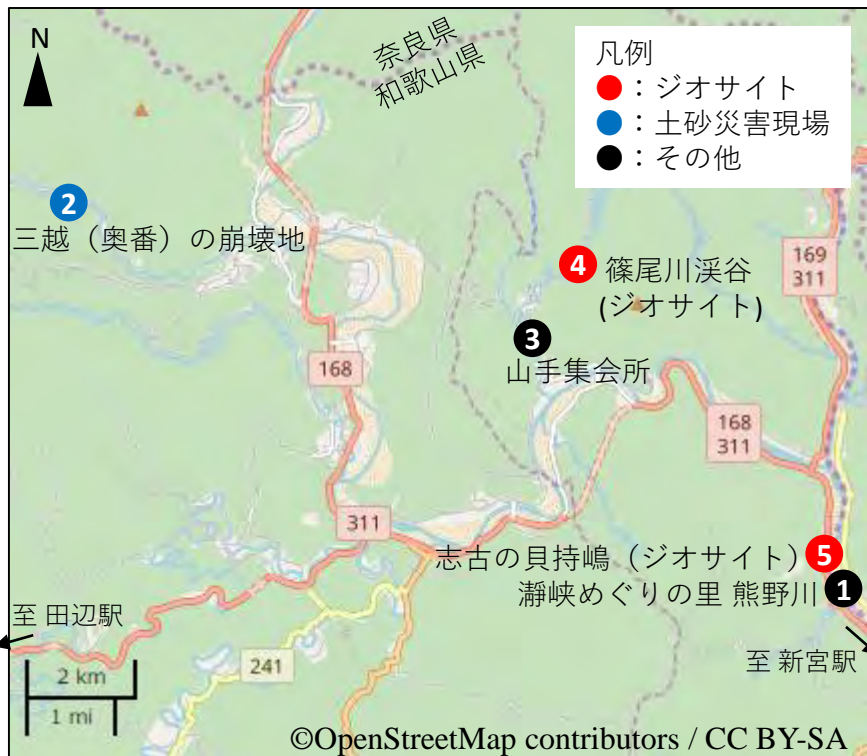 N
奈良県
和歌山県
凡例
●：ジオサイト
●：土砂災害現場
●：その他
2
三越（奥番）の崩壊地
4
篠尾川渓谷
(ジオサイト)
169
311
3
山手集会所
168
168
311
311
志古の貝持嶋（ジオサイト）
5
瀞峡めぐりの里 熊野川
1
至 田辺駅
至 新宮駅
241
2 km
1 mi
©OpenStreetMap contributors / CC BY-SA